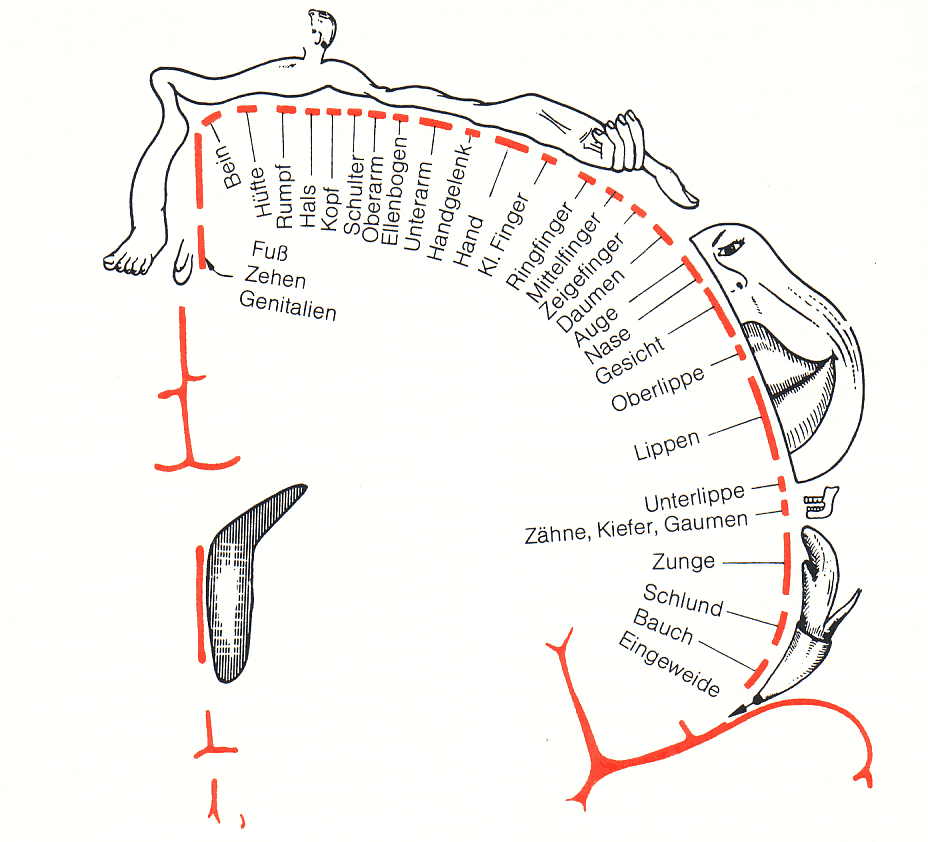 Bein
Hüfte
Rumpf
Hals
Kopf
Schulter
Oberarm
Ellenbogen
Unterarm
Handgelenk
Hand
Kl. Finger
Ringfinger
Mittelfinger
Zeigefinger
Daumen
Auge
Nase
Gesicht
Oberlippe
Lippen
Unterlippe
Zähne, Kiefer, Gaumen
Zunge
Schlund
Bauch
Eingeweide
Fuß
Zehen
Genitalien